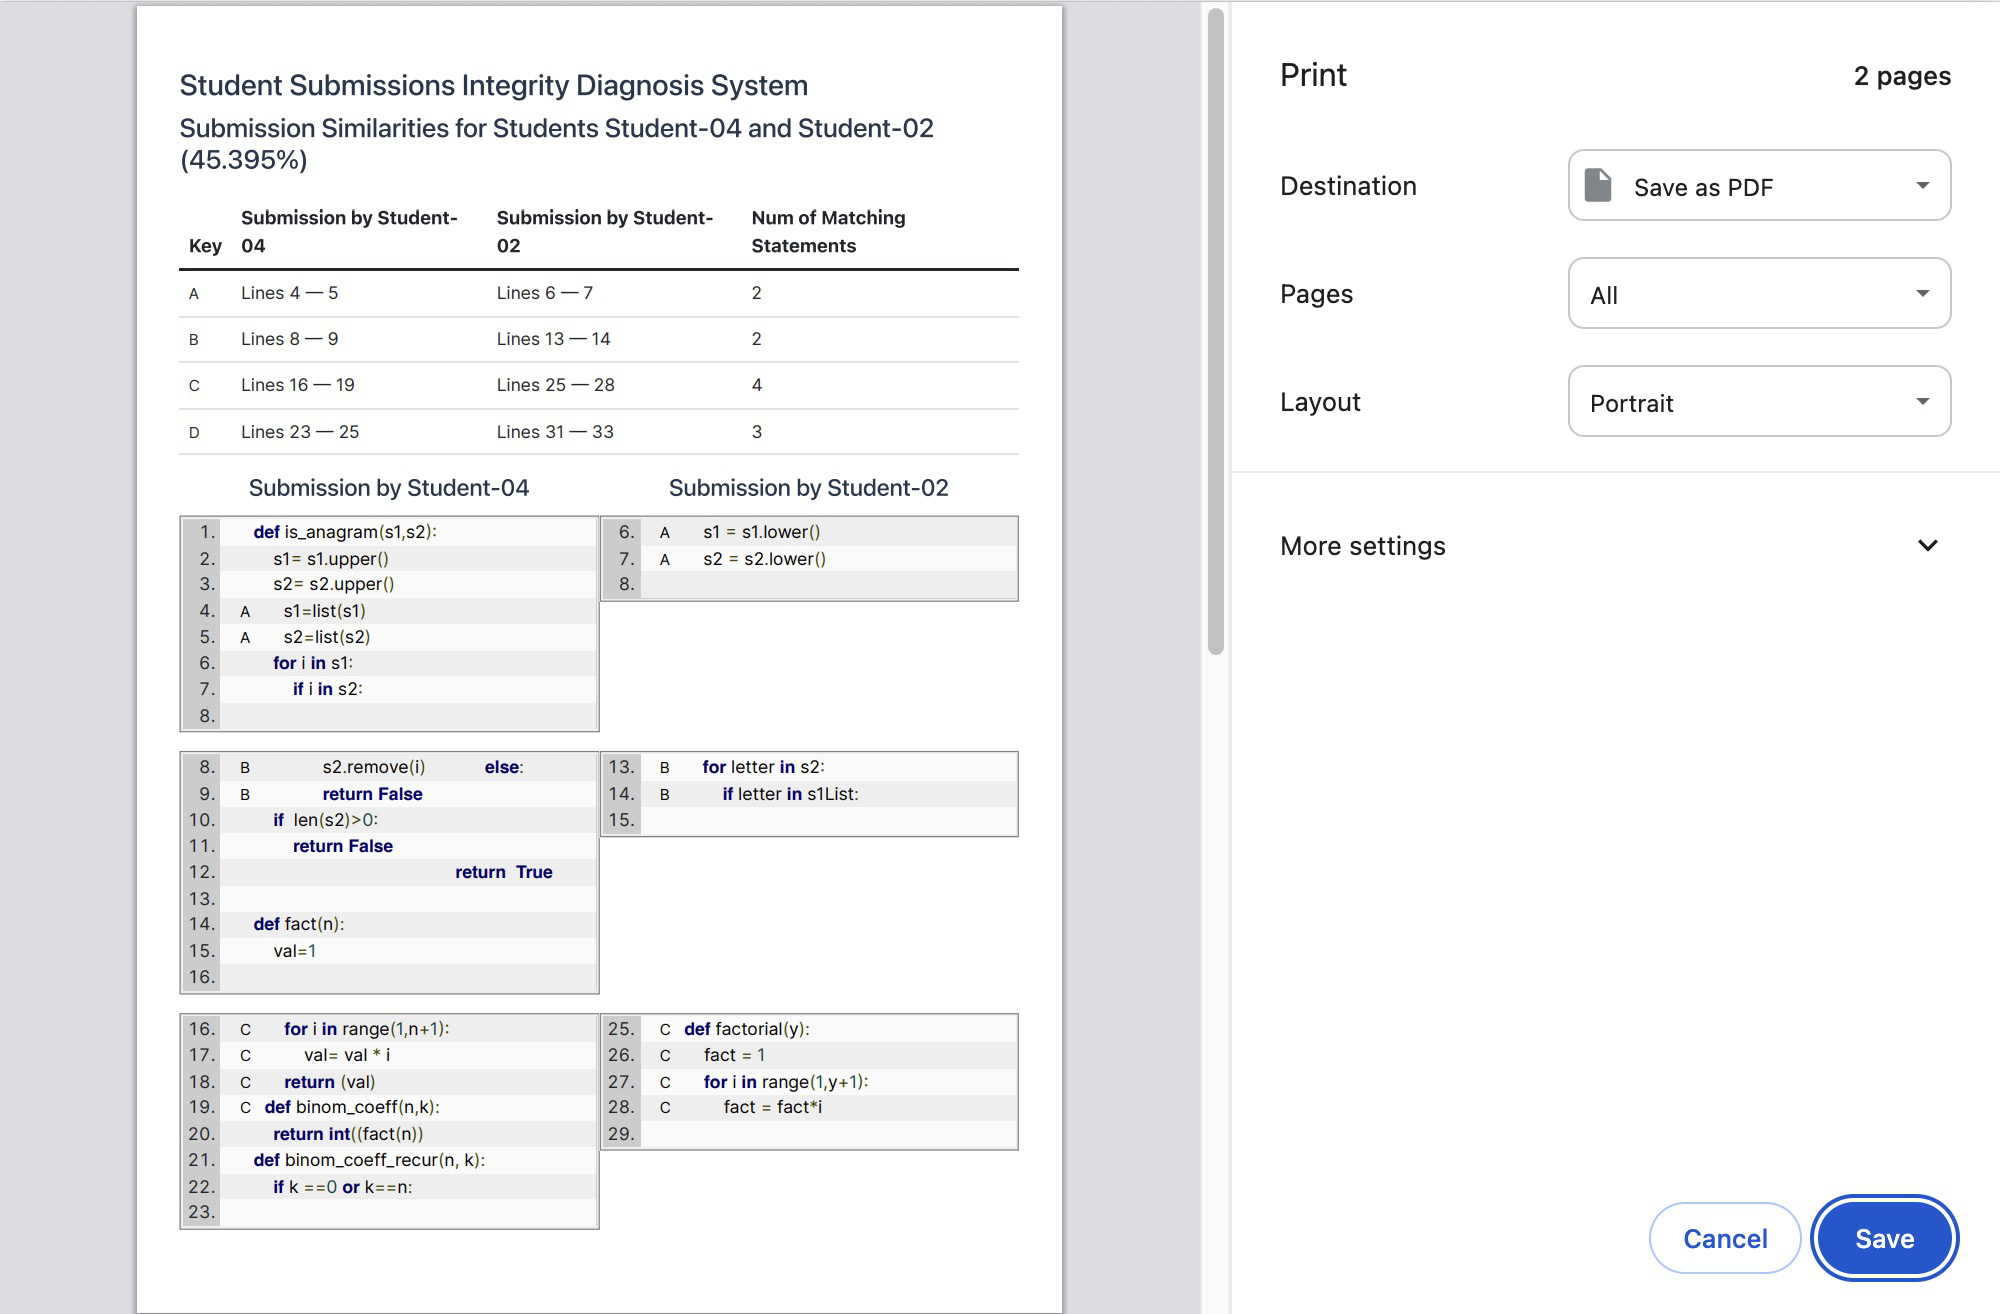 Student Submissions Integrity Diagnosis System
Submission Similarities for Students Student-04 and Student-02
(45.395%)
Key Submission by Student-04 Submission by Student-02 Num of Matching Statements
A Lines 4 — 5 Lines 6 — 7 2
B Lines 8 — 9 Lines 13 — 14 2
C Lines 16 — 19 Lines 25 — 28 4
D Lines 23 — 25 Lines 31 — 33 3
Submission by Student-04
1. def is_anagram(s1,s2):
2. s1= s1.upper()
3. s2= s2.upper()
4. A s1=list(s1)
5. A s2=list(s2)
6. for i in s1:
7. if i in s2:
8.
Submission by Student-02
6. A s1 = s1.lower()
7. A s2 = s2.lower()
8.
8. B s2.remove(i) else:
9. B return False
10. if len(s2)>0:
11. return False
12. return True
13.
14. def fact(n):
15. val=1
16.
13. B for letter in s2:
14. B if letter in s1List:
15.
16. C for i in range(1,n+1):
17. C val= val * i
18. C return (val)
19. C def binom_coeff(n,k):
20. return int((fact(n))
21. def binom_coeff_recur(n, k):
22. if k ==0 or k==n:
23.
25. C def factorial(y):
26. C fact = 1
27. C for i in range(1,y+1):
28. C fact = fact*i
29.
Print
2 pages
Destination
Save as PDF
Pages
All
Layout
Portrait
More settings
Cancel
Save